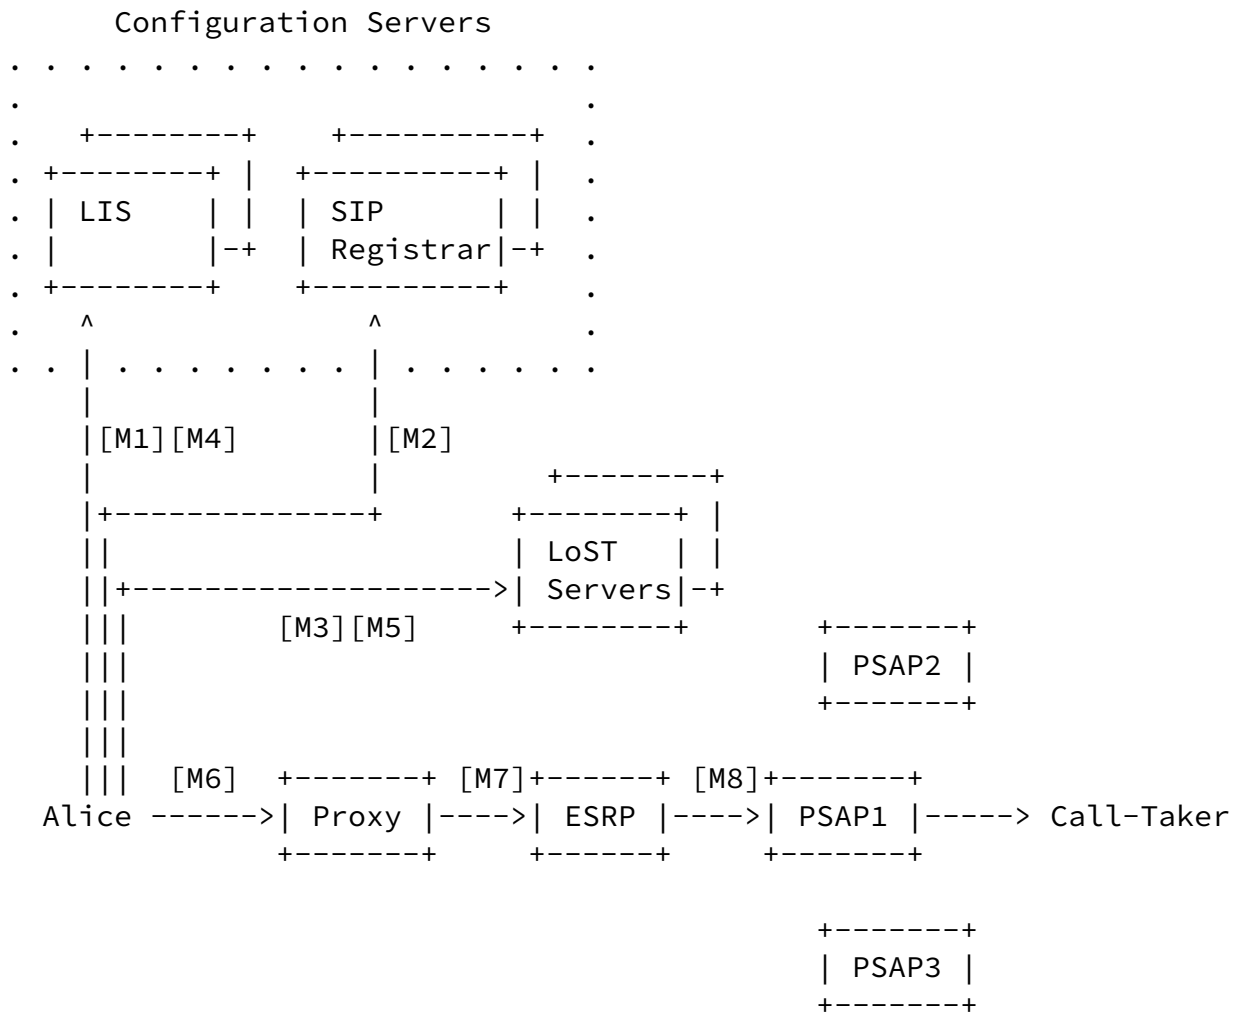 Configuration Servers
LIS
SIP
Registrar
[M1][M4]
[M2]
LoST
Servers
[M3][M5]
PSAP2
[M6]
[M7]
[M8]
Alice
Proxy
ESRP
PSAP1
Call-Taker
PSAP3